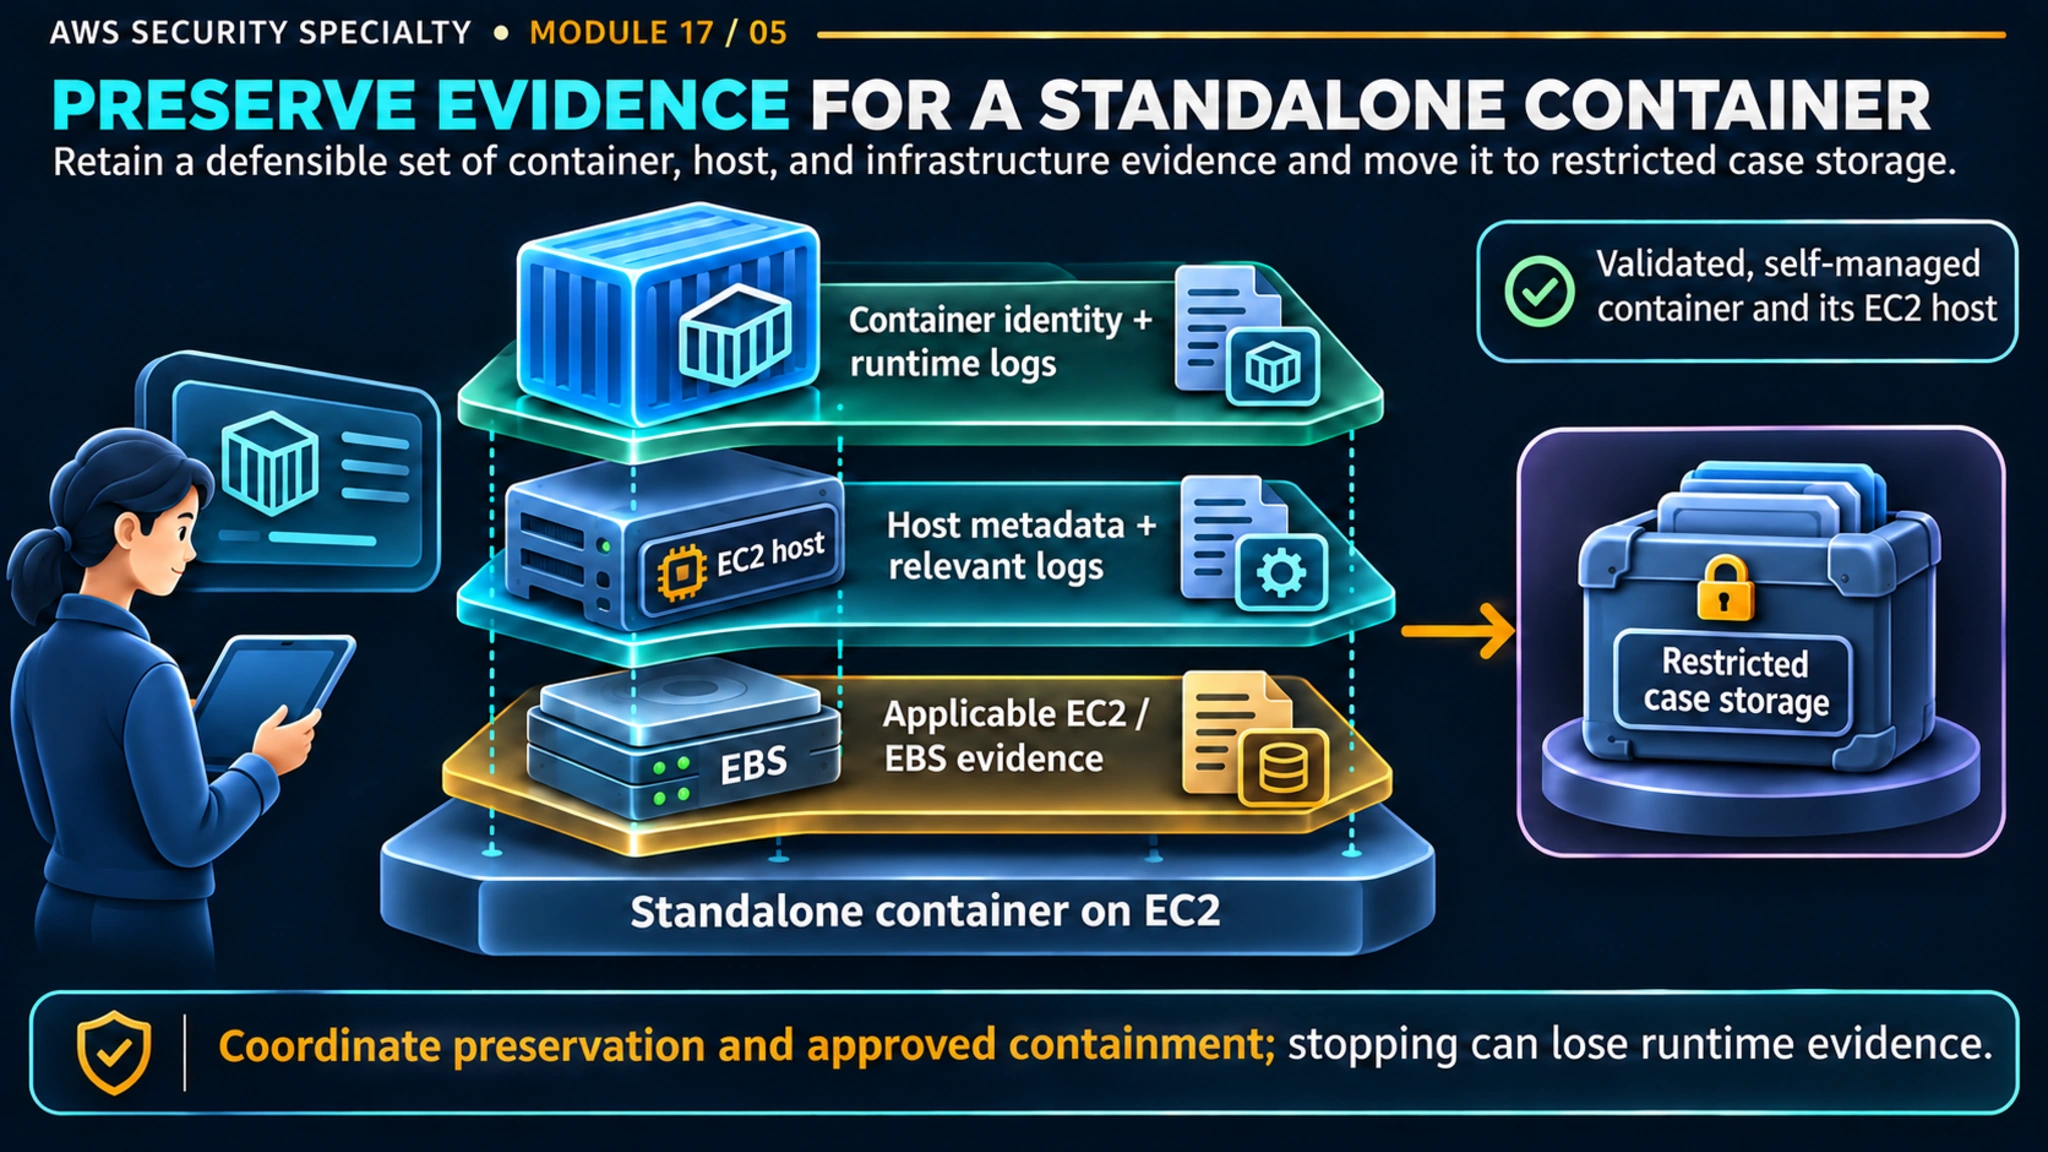 AWS SECURITY SPECIALTY • MODULE 17 / 05
PRESERVE EVIDENCE FOR A STANDALONE CONTAINER
Retain a defensible set of container, host, and infrastructure evidence and move it to restricted case storage.
Container identity +
runtime logs
Validated, self-managed
container and its EC2 host
EC2 host
Host metadata +
relevant logs
EBS
Applicable EC2 /
EBS evidence
Restricted
case storage
Standalone container on EC2
Coordinate preservation and approved containment; stopping can lose runtime evidence.